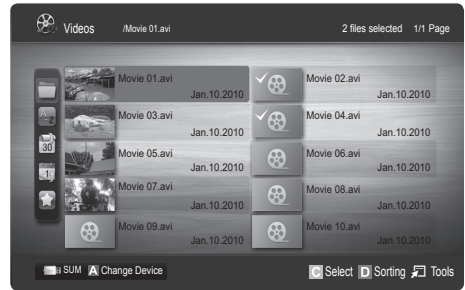 Videos /Movie 01.avi 2 files selected 1/1 Page
Movie 01.avi
Jan.10.2010
Movie 02.avi
Jan.10.2010
Movie 03.avi
Jan.10.2010
Movie 04.avi
Jan.10.2010
Movie 05.avi
Jan.10.2010
Movie 06.avi
Jan.10.2010
Movie 07.avi
Jan.10.2010
Movie 08.avi
Jan.10.2010
Movie 09.avi
Jan.10.2010
Movie 10.avi
Jan.10.2010
A
Z
30
1
SUM A Change Device C Select D Sorting Tools